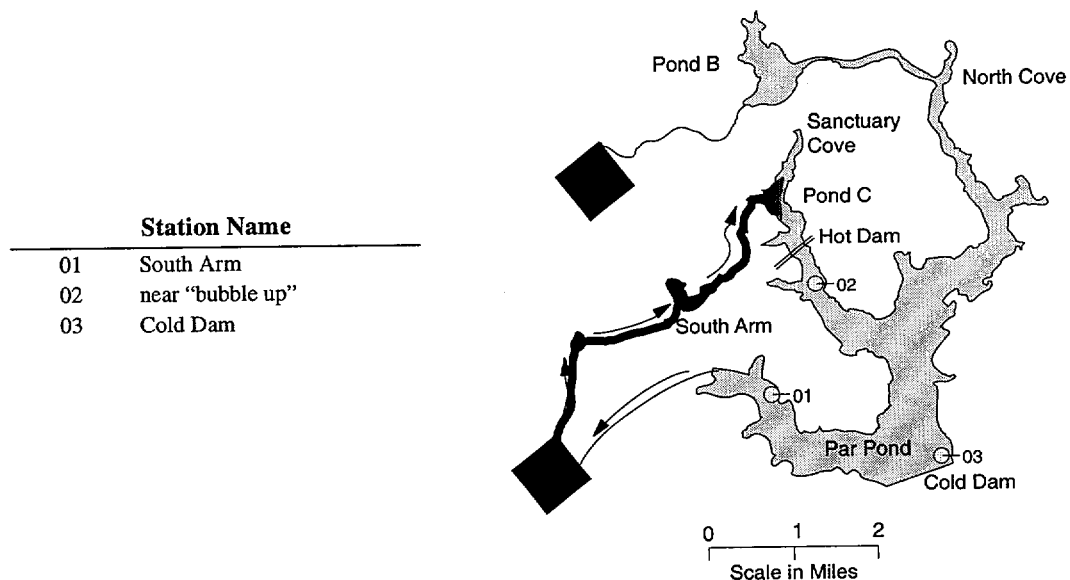 Station Name
01 South Arm
02 near “bubble up”
03 Cold Dam
Pond B
North Cove
Sanctuary
Cove
Pond C
Hot Dam
02
South Arm
01
Par Pond
03
Cold Dam
0 1 2
Scale in Miles